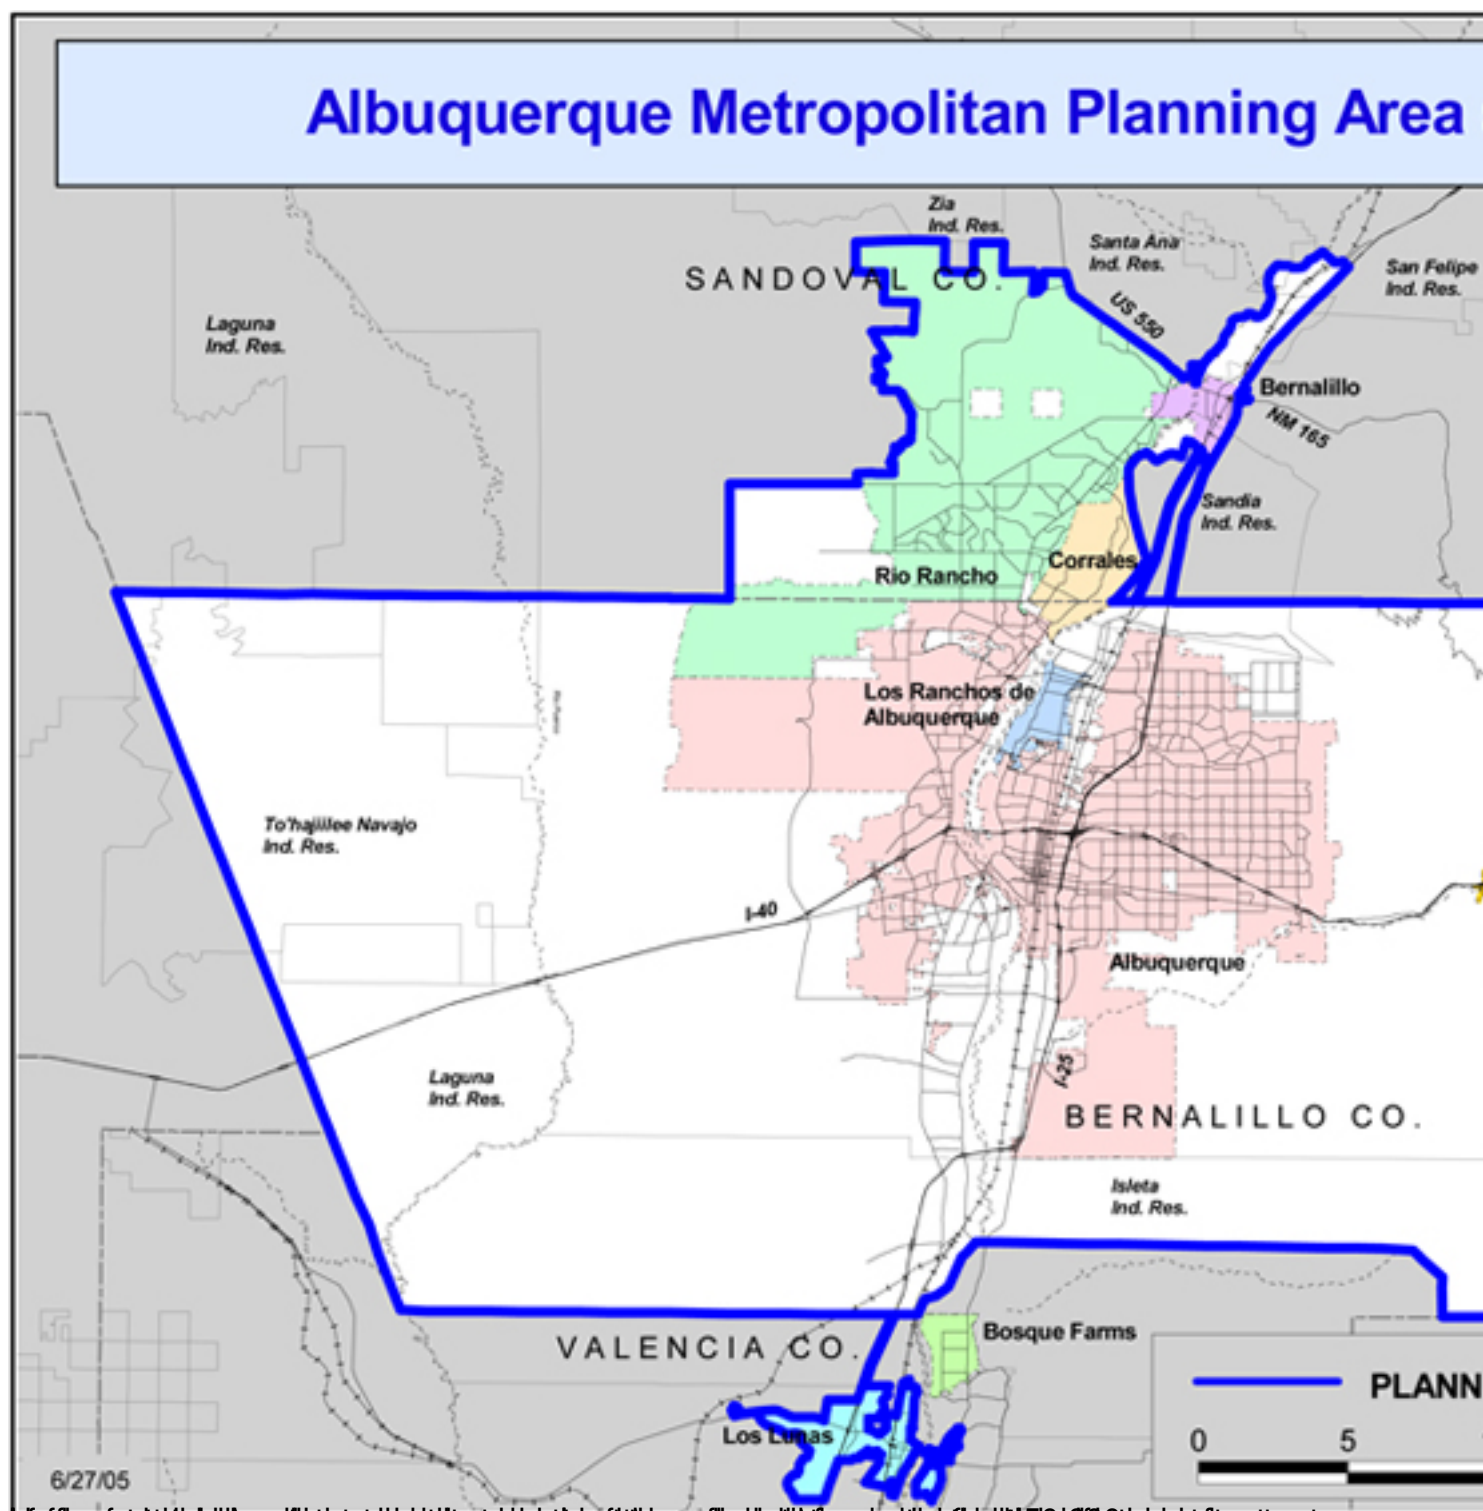 Albuquerque Metropolitan Planning Area
Zia
Ind. Res.
Santa Ana
Ind. Res.
San Felipe
Ind. Res.
SANDOVAL CO.
US 550
Laguna
Ind. Res.
Bernalillo
NM 165
Sandia
Ind. Res.
Corrales
Rio Rancho
Los Ranchos de
Albuquerque
To'hajiilee Navajo
Ind. Res.
I-40
Albuquerque
Laguna
Ind. Res.
I-25
BERNALILLO CO.
Isleta
Ind. Res.
Bosque Farms
VALENCIA CO.
PLANN
Los Lunas
0 5
6/27/05